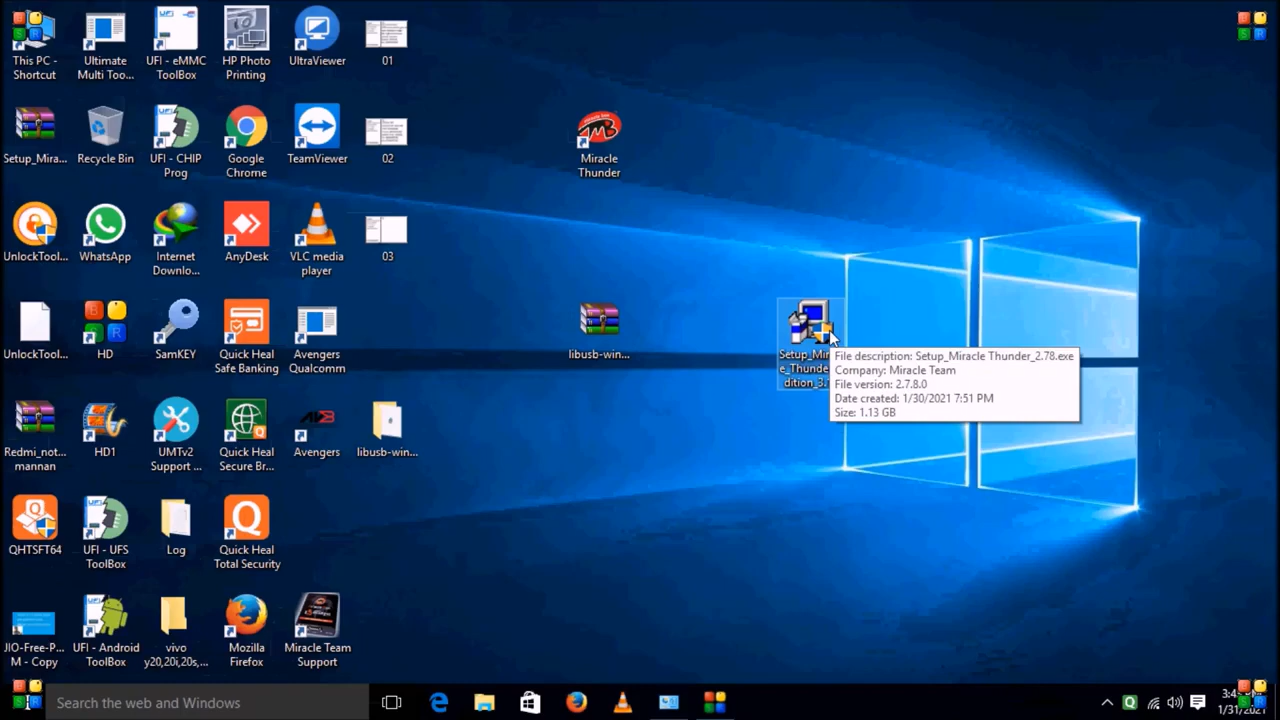 This PC -
Shortcut
Ultimate
Multi Too...
UFI - eMMC
ToolBox
HP Photo
Printing
UltraViewer
01
Setup_Mira...
Recycle Bin
UFI - CHIP
Prog
Google
Chrome
TeamViewer
02
Miracle
Thunder
UnlockTool...
WhatsApp
Internet
Downlo...
AnyDesk
VLC media
player
03
UnlockTool...
HD
SamKEY
Quick Heal
Safe Banking
Avengers
Qualcomm
libusb-win...
Setup_Mir
e_Thunde
dition_3.
File description: Setup_Miracle Thunder_2.78.exe
Company: Miracle Team
File version: 2.7.8.0
Date created: 1/30/2021 7:51 PM
Size: 1.13 GB
Redmi_not...
mannan
HD1
UMTv2
Support ...
Quick Heal
Secure Br...
Avengers
libusb-win...
QHTSFT64
UFI - UFS
ToolBox
Log
Quick Heal
Total Security
JIO-Free-P...
M - Copy
UFI - Android
ToolBox
vivo
y20,20i,20s,...
Mozilla
Firefox
Miracle Team
Support
Search the web and Windows
1/31/2021